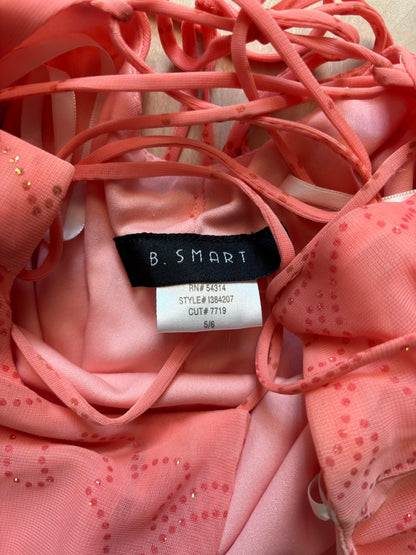 B. SMART
RN# 54314
STYLE# I384207
CUT# 7719
5/6